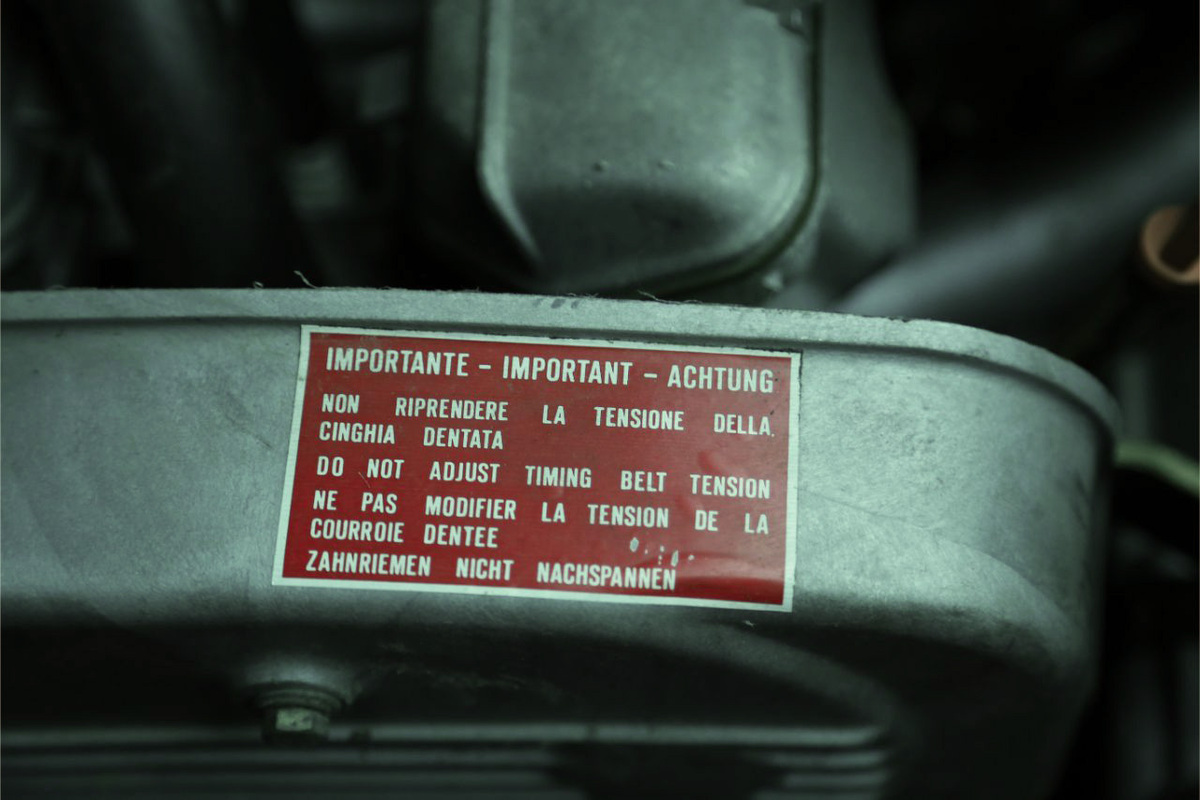 IMPORTANTE - IMPORTANT - ACHTUNG
NON RIPRENDERE LA TENSIONE DELLA
CINGHIA DENTATA
DO NOT ADJUST TIMING BELT TENSION
NE PAS MODIFIER LA TENSION DE LA
COURROIE DENTEE
ZAHNRIEMEN NICHT NACHSPANNEN